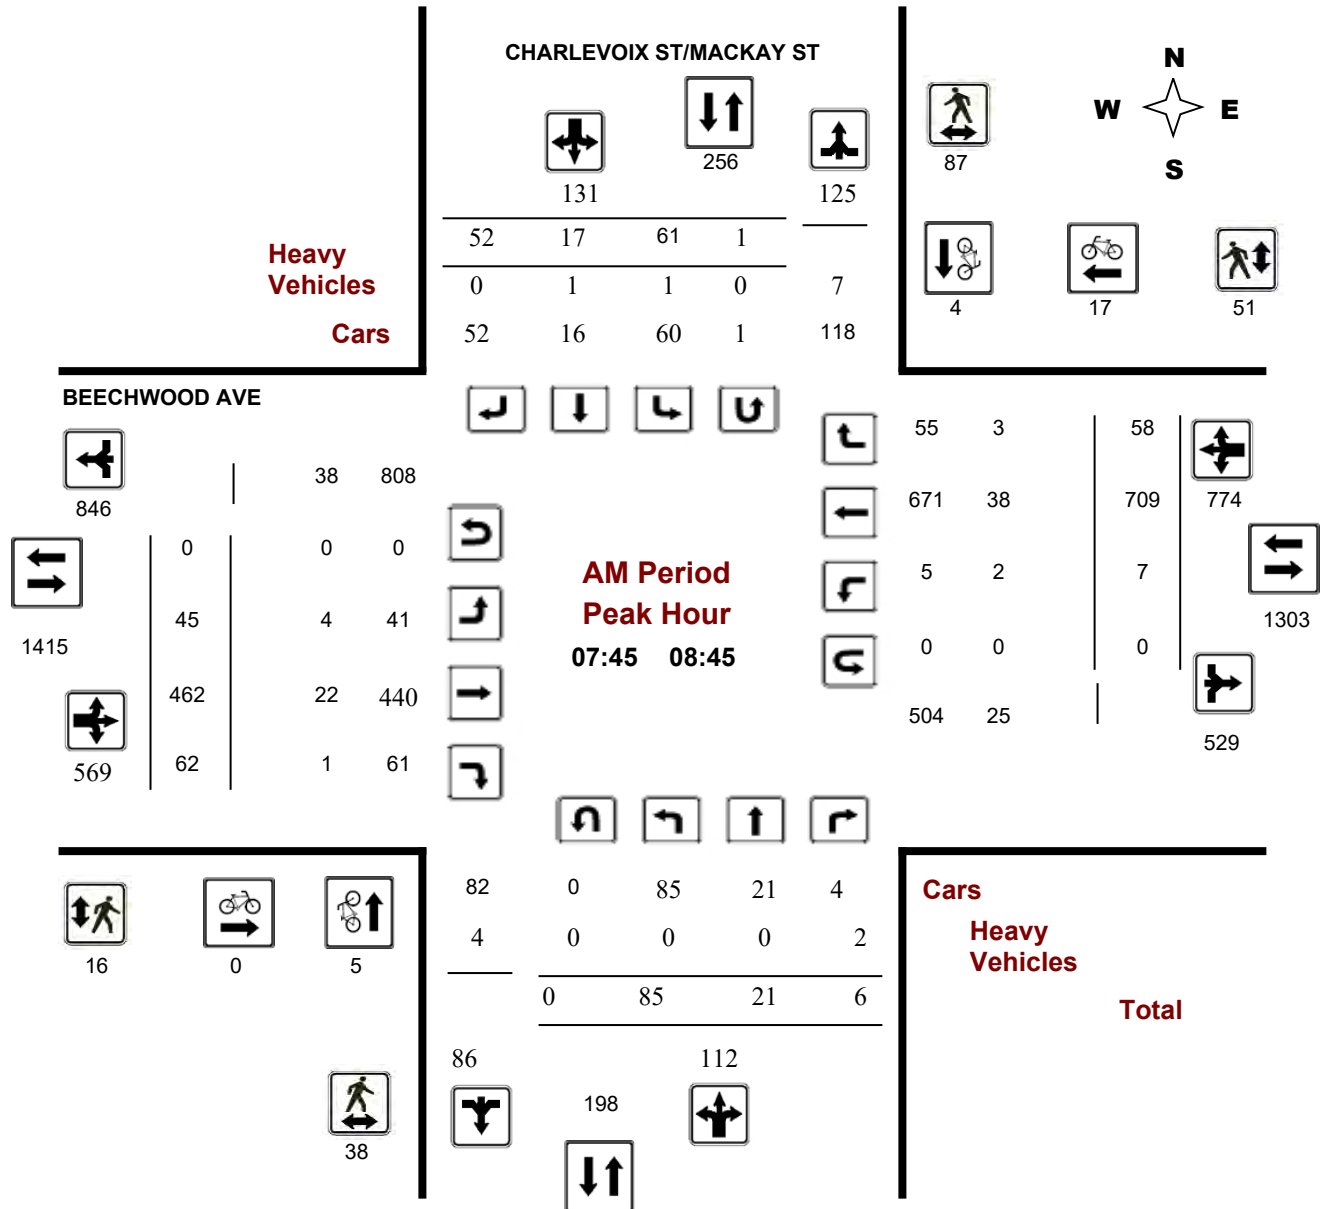 CHARLEVOIX ST/MACKAY ST
N
W E
S
256
87
131
125
52 17 61 1
Heavy
Vehicles
0 1 1 0 7
4 17 51
Cars
52 16 60 1 118
BEECHWOOD AVE
55 3 58
38 808
846
671 38 709 774
0 0 0
AM Period
5 2 7
Peak Hour
45 4 41
1303
1415
07:45 08:45
0 0 0
462 22 440
504 25
529
569
62 1 61
82 0 85 21 4
Cars
4 0 0 0 2
Heavy
Vehicles
16 0 5
0 85 21 6
Total
86 112
198
38